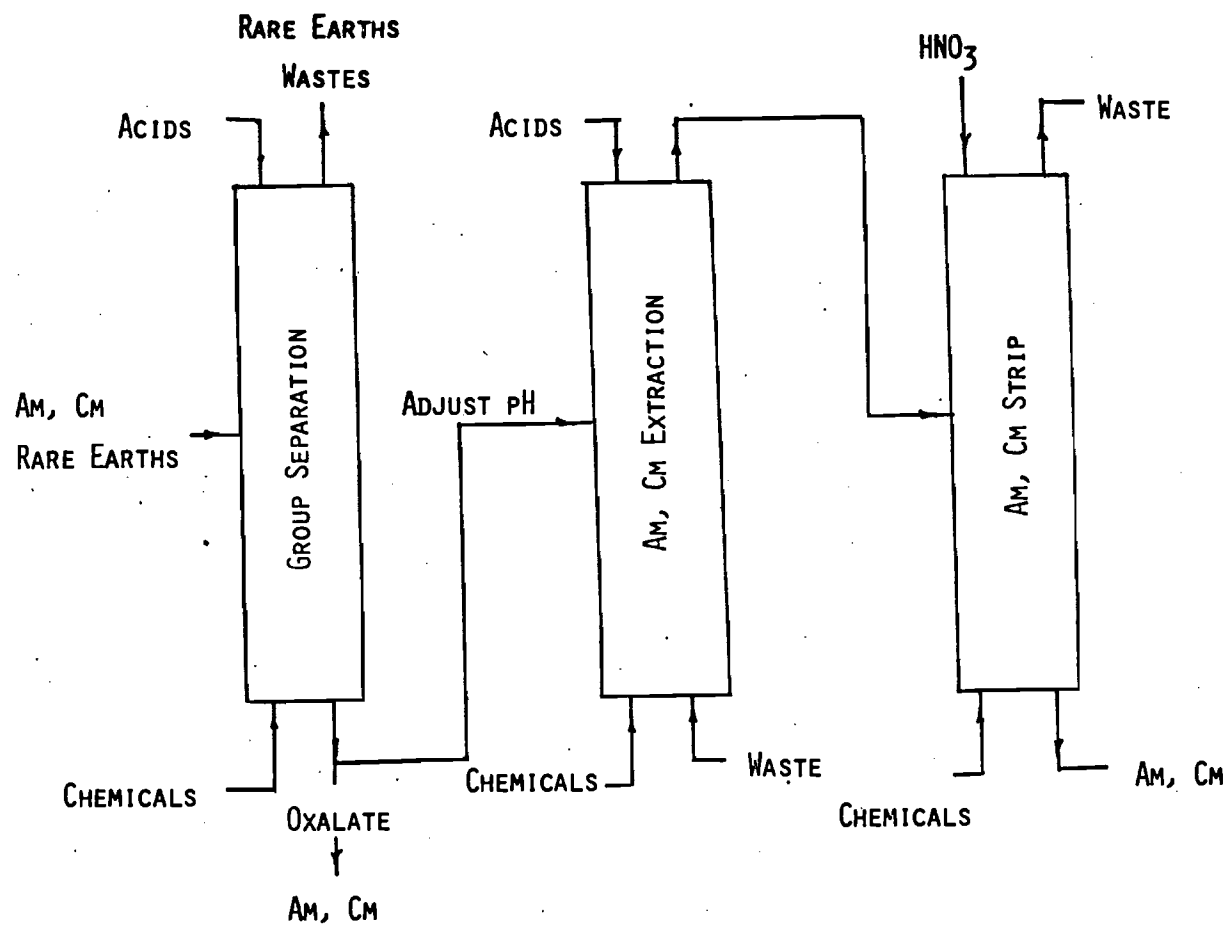 RARE EARTHS
WASTES
ACIDS
AM, CM
RARE EARTHS
GROUP SEPARATION
CHEMICALS
OXALATE
AM, CM
ADJUST PH
ACIDS
AM, CM EXTRACTION
CHEMICALS
WASTE
HNO3
WASTE
AM, CM STRIP
CHEMICALS
AM, CM